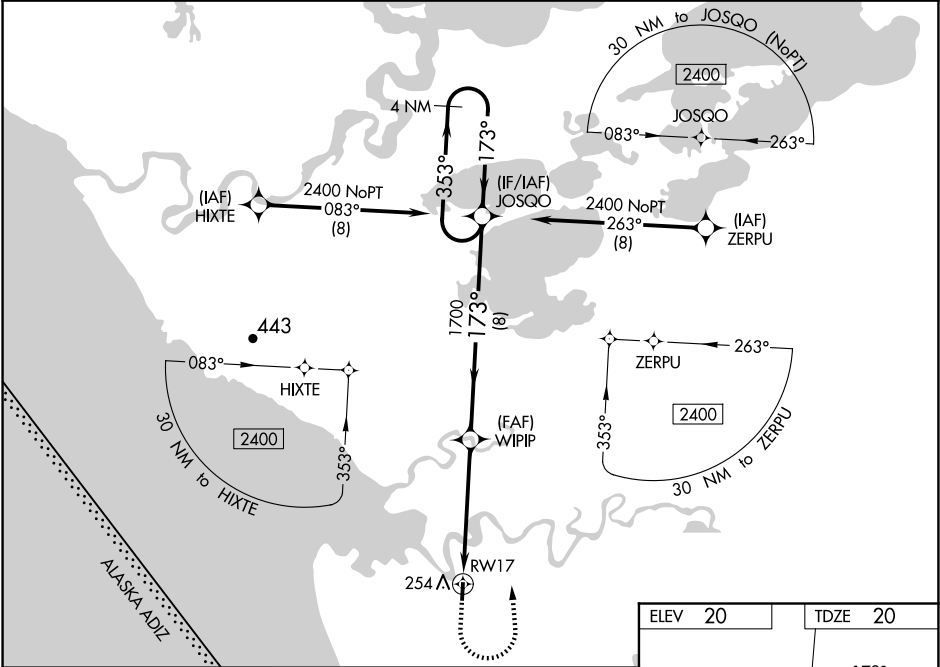 30 NM to JOSQO (NoPT)
2400
JOSQO
083°
263°
4 NM
353°
173°
(IAF)
HIXTE
2400 NoPT
083°
(8)
(IF/IAF)
JOSQO
2400 NoPT
263°
(8)
(IAF)
ZERPU
1700
173°
(8)
443
083°
HIXTE
2400
353°
30 NM to HIXTE
263°
ZERPU
2400
353°
30 NM to ZERPU
(FAF)
WIPIP
RW17
254
ALASKA ADIZ
ELEV 20
TDZE 20